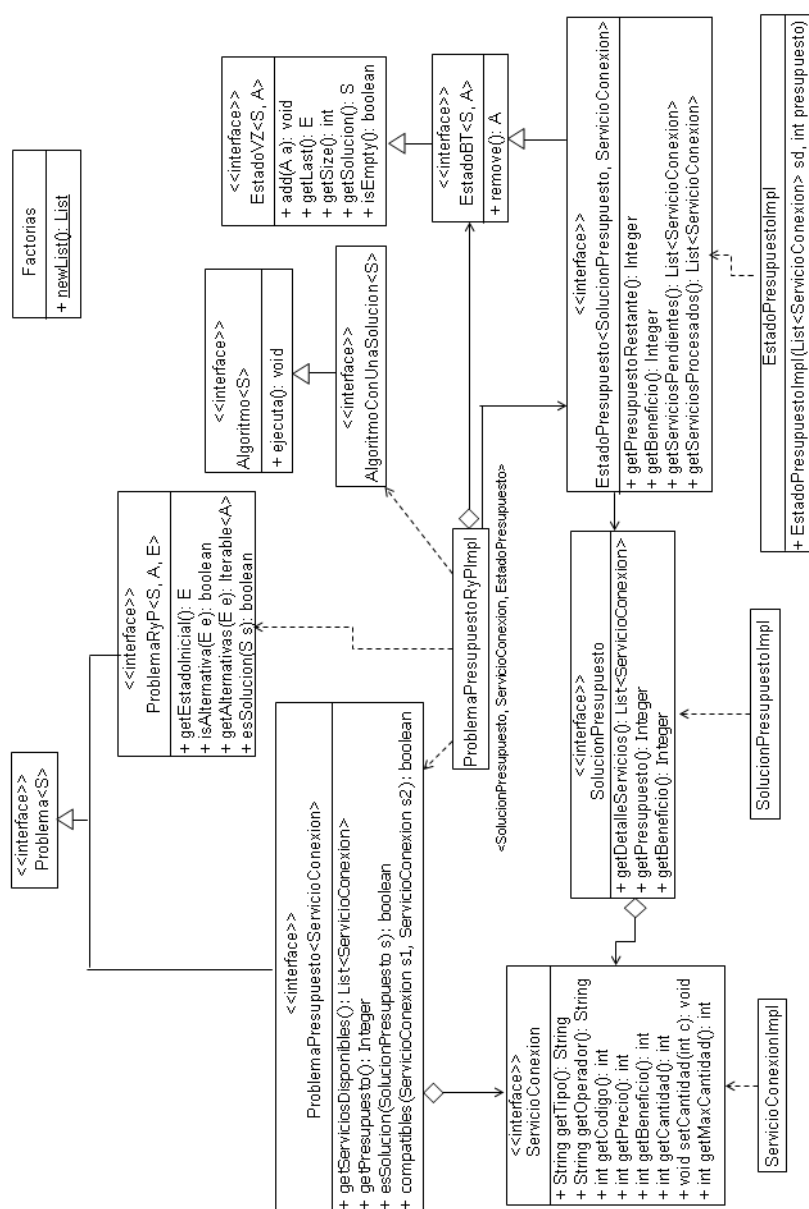 Factorias
+ newList(): List
<<interface>>
EstadoVZ<S, A>
+ add(A a): void
+ getLast(): E
+ getSize(): int
+ getSolucion(): S
+ isEmpty(): boolean
<<interface>>
EstadoBT<S, A>
+ remove(): A
<<interface>>
EstadoPresupuesto<SolucionPresupuesto, ServicioConexion>
+ getPresupuestoRestante(): Integer
+ getBeneficio(): Integer
+ getServiciosPendientes(): List<ServicioConexion>
+ getServiciosProcesados(): List<ServicioConexion>
EstadoPresupuestoImpl
+ EstadoPresupuestoImpl(List<ServicioConexion> sd, int presupuesto)
<<interface>>
Algoritmo<S>
+ ejecuta(): void
<<interface>>
AlgoritmoConUnaSolucion<S>
<<interface>>
ProblemaRyP<S, A, E>
+ getEstadoInicial(): E
+ isAlternativa(E e): boolean
+ getAlternativas(E e): Iterable<A>
+ esSolucion(S s): boolean
ProblemaPresupuestoRyPImpl
<SolucionPresupuesto, ServicioConexion, EstadoPresupuesto>
<<interface>>
SolucionPresupuesto
+ getDetalleServicios(): List<ServicioConexion>
+ getPresupuesto(): Integer
+ getBeneficio(): Integer
SolucionPresupuestoImpl
<<interface>>
Problema<S>
<<interface>>
ProblemaPresupuesto<ServicioConexion>
+ getServiciosDisponibles(): List<ServicioConexion>
+ getPresupuesto(): Integer
+ esSolucion(SolucionPresupuesto s): boolean
+ compatibles(ServicioConexion s1, ServicioConexion s2): boolean
<<interface>>
ServicioConexion
+ String getTipo(): String
+ String getOperador(): String
+ int getCodigo(): int
+ int getPrecio(): int
+ int getBeneficio(): int
+ int getCantidad(): int
+ void setCantidad(int c): void
+ int getMaxCantidad(): int
ServicioConexionImpl